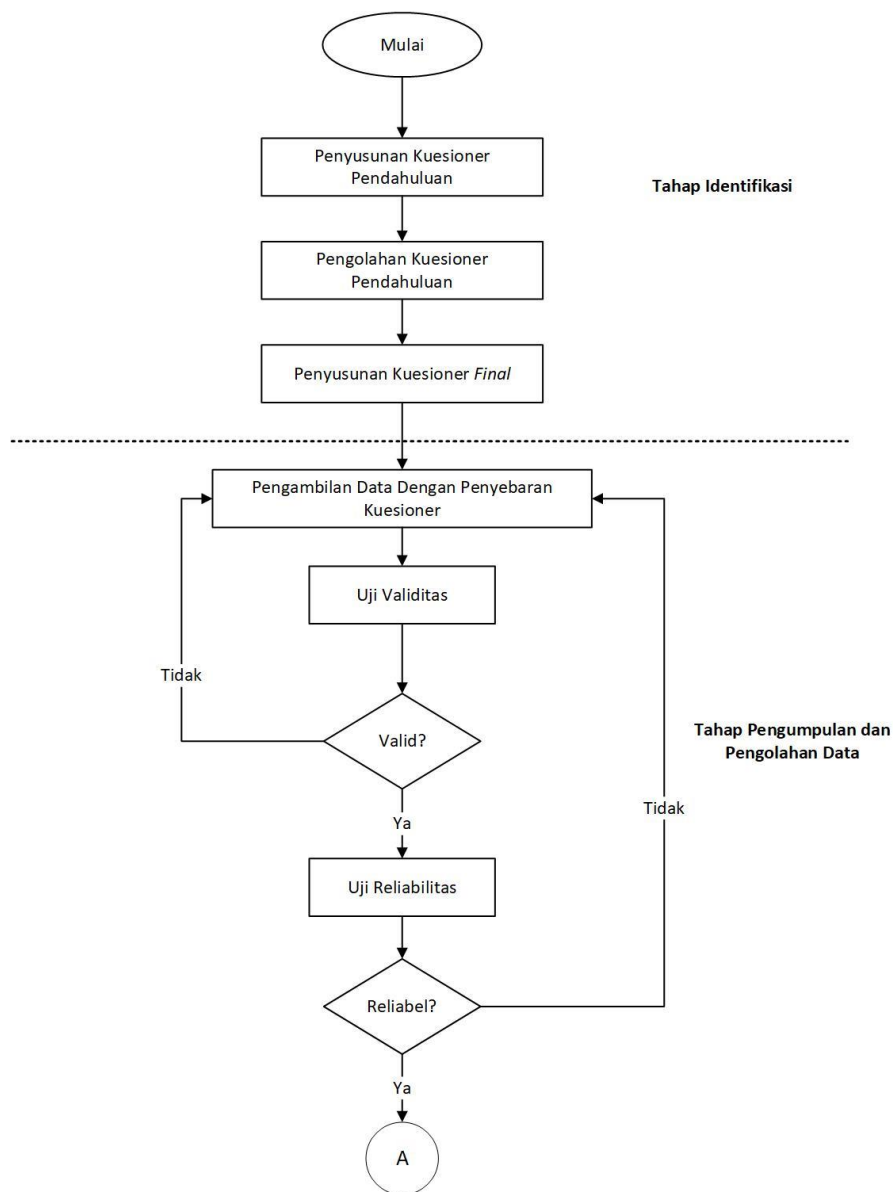 Mulai
Penyusunan Kuesioner
Pendahuluan
Tahap Identifikasi
Pengolahan Kuesioner
Pendahuluan
Penyusunan Kuesioner Final
Pengambilan Data Dengan Penyebaran
Kuesioner
Uji Validitas
Tidak
Valid?
Tahap Pengumpulan dan
Pengolahan Data
Tidak
Ya
Uji Reliabilitas
Reliabel?
Ya
A